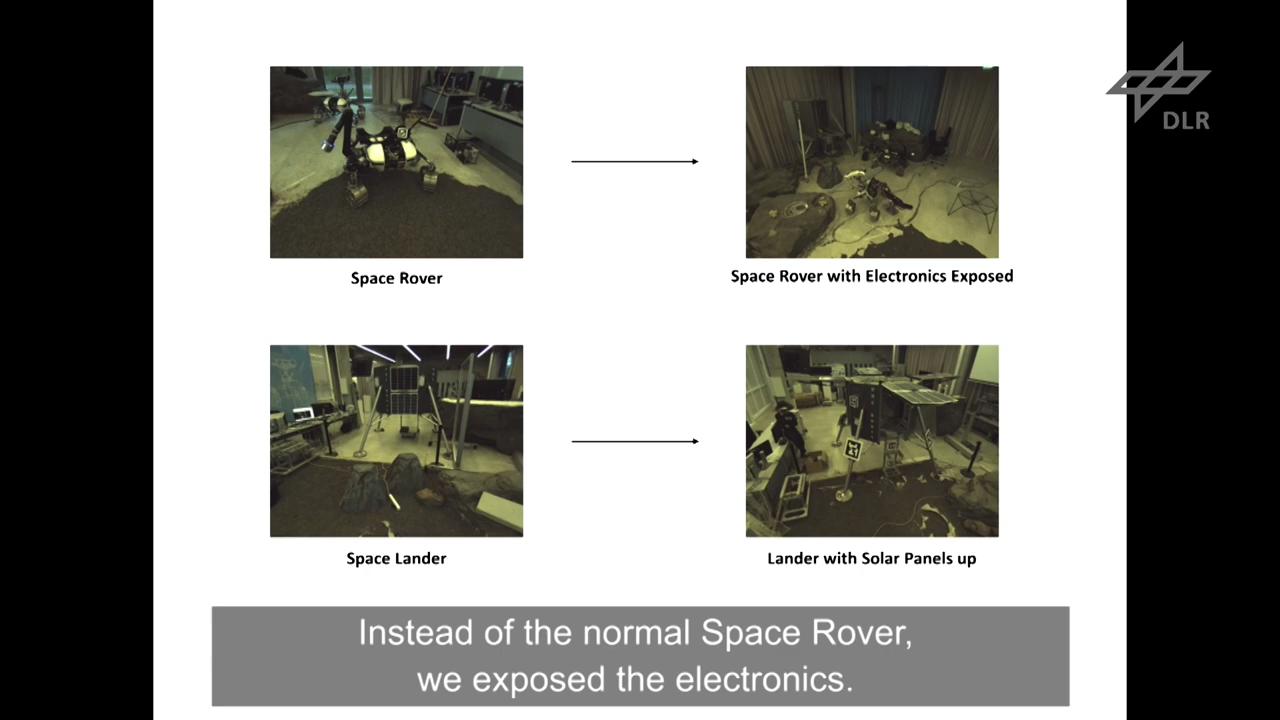 DLR
Space Rover
Space Rover with Electronics Exposed
Space Lander
Lander with Solar Panels up
Instead of the normal Space Rover,
we exposed the electronics.